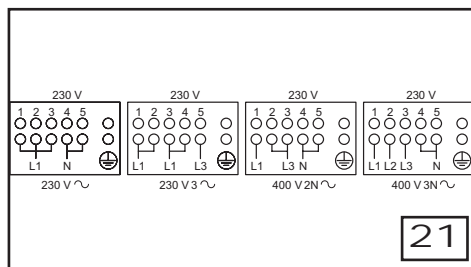 230 V 230 V 230 V 230 V
1 2 3 4 5 1 2 3 4 5 1 2 3 4 5 1 2 3 4 5
L1 N L1 L1 L3 L1 L3 N L1 L2 L3 N
230 V 230 V 3 400 V 2N 400 V 3N
21